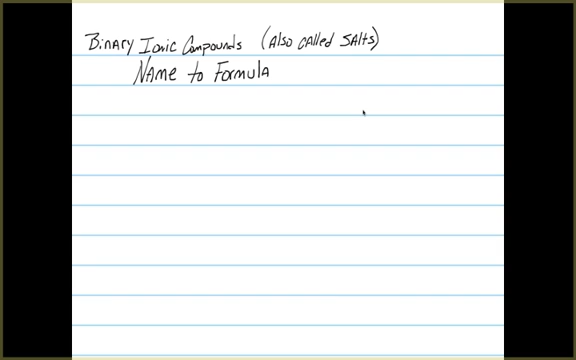 Binary Ionic Compounds (Also called SAlts)
NAme to Formula